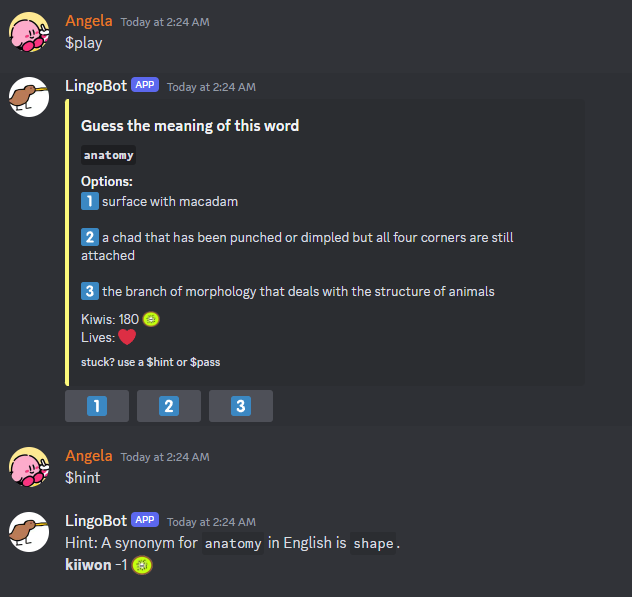 Angela Today at 2:24 AM
$play
LingoBot APP Today at 2:24 AM
Guess the meaning of this word
anatomy
Options:
1 surface with macadam
2 a chad that has been punched or dimpled but all four corners are still
attached
3 the branch of morphology that deals with the structure of animals
Kiwis: 180
Lives:
stuck? use a $hint or $pass
1 2 3
Angela Today at 2:24 AM
$hint
LingoBot APP Today at 2:24 AM
Hint: A synonym for anatomy in English is shape.
kiiwon -1